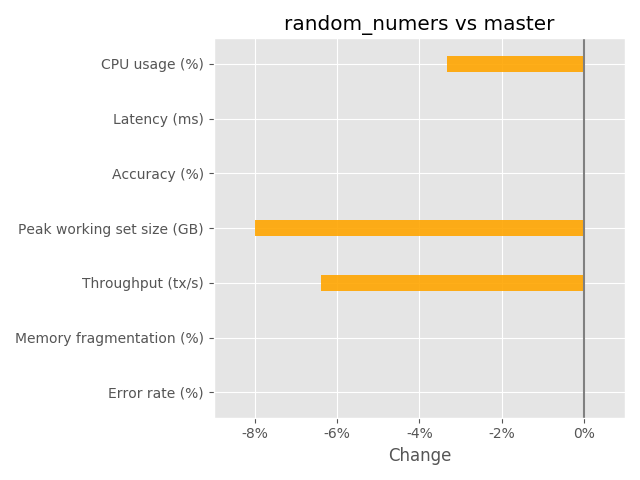 random_numers vs master
CPU usage (%)
Latency (ms)
Accuracy (%)
Peak working set size (GB)
Throughput (tx/s)
Memory fragmentation (%)
Error rate (%)
-8% -6% -4% -2% 0%
Change